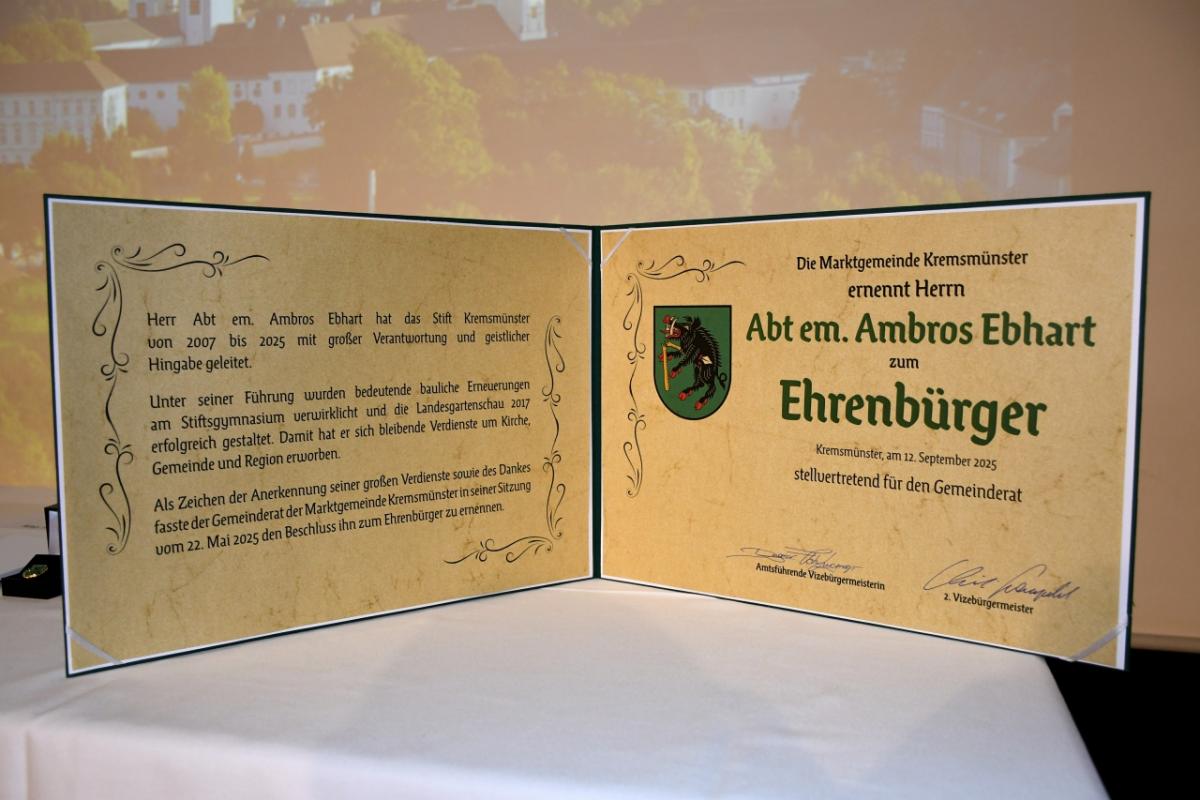 Herr Abt em. Ambros Ebhart hat das Stift Kremsmünster
von 2007 bis 2025 mit großer Verantwortung und geistlicher
Hingabe geleitet.
Unter seiner Führung wurden bedeutende bauliche Erneuerungen
am Stiftsgymnasium verwirklicht und die Landesgartenschau 2017
erfolgreich gestaltet. Damit hat er sich bleibende Verdienste um Kirche,
Gemeinde und Region erworben.
Als Zeichen der Anerkennung seiner großen Verdienste sowie des Dankes
fasste der Gemeinderat der Marktgemeinde Kremsmünster in seiner Sitzung
vom 22. Mai 2025 den Beschluss ihn zum Ehrenbürger zu ernennen.
Die Marktgemeinde Kremsmünster
ernennt Herrn
Abt em. Ambros Ebhart
zum
Ehrenbürger
Kremsmünster, am 12. September 2025
stellvertretend für den Gemeinderat
Amtsführende Vizebürgermeisterin
2. Vizebürgermeister